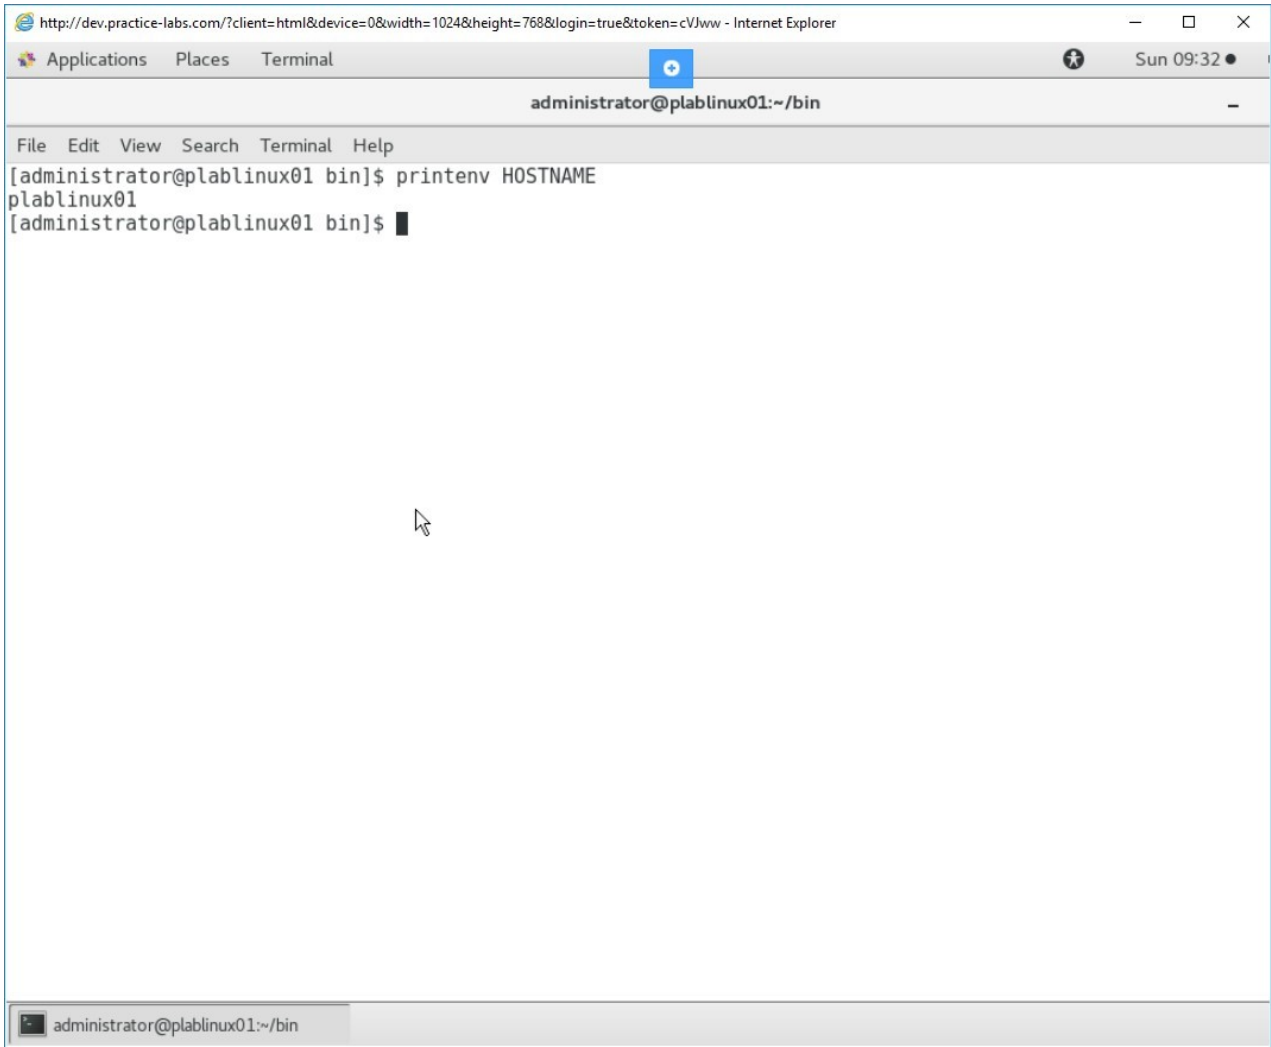 http://dev.practice-labs.com/?client=html&device=0&width=1024&height=768&login=true&token=cVJww - Internet Explorer
Applications Places Terminal Sun 09:32
administrator@plablinux01:~/bin
File Edit View Search Terminal Help
[administrator@plablinux01 bin]$ printenv HOSTNAME
plablinux01
[administrator@plablinux01 bin]$
administrator@plablinux01:~/bin